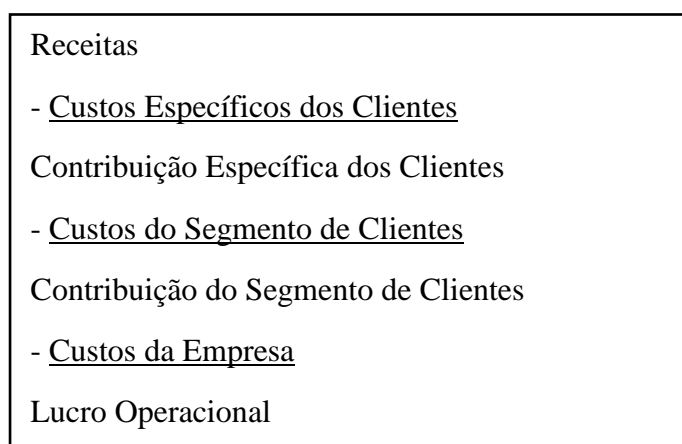 Receitas
- Custos Específicos dos Clientes
Contribuição Específica dos Clientes
- Custos do Segmento de Clientes
Contribuição do Segmento de Clientes
- Custos da Empresa
Lucro Operacional